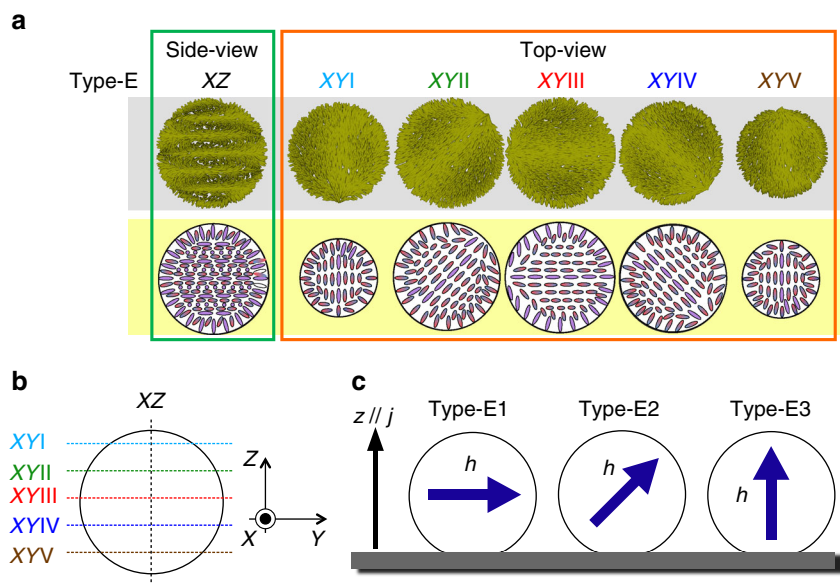 a
Side-view
Top-view
Type-E
XZ
XYI
XYII
XYIII
XYIV
XYV
b
XZ
XYI
XYII
XYIII
XYIV
XYV
Z
X
Y
c
z // j
Type-E1
Type-E2
Type-E3
h
h
h